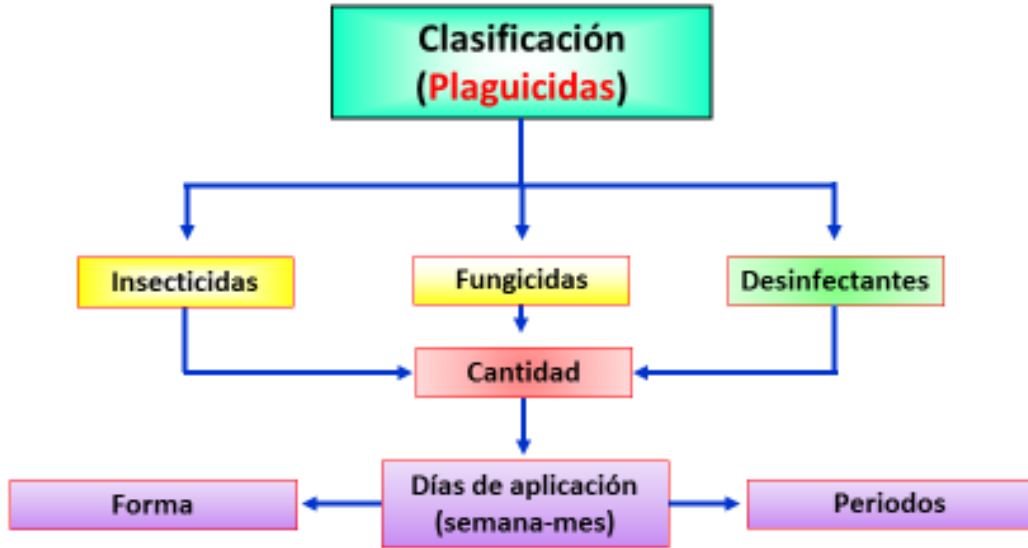 Clasificación
(Plaguicidas)
Insecticidas
Fungicidas
Desinfectantes
Cantidad
Forma
Días de aplicación
(semana-mes)
Periodos